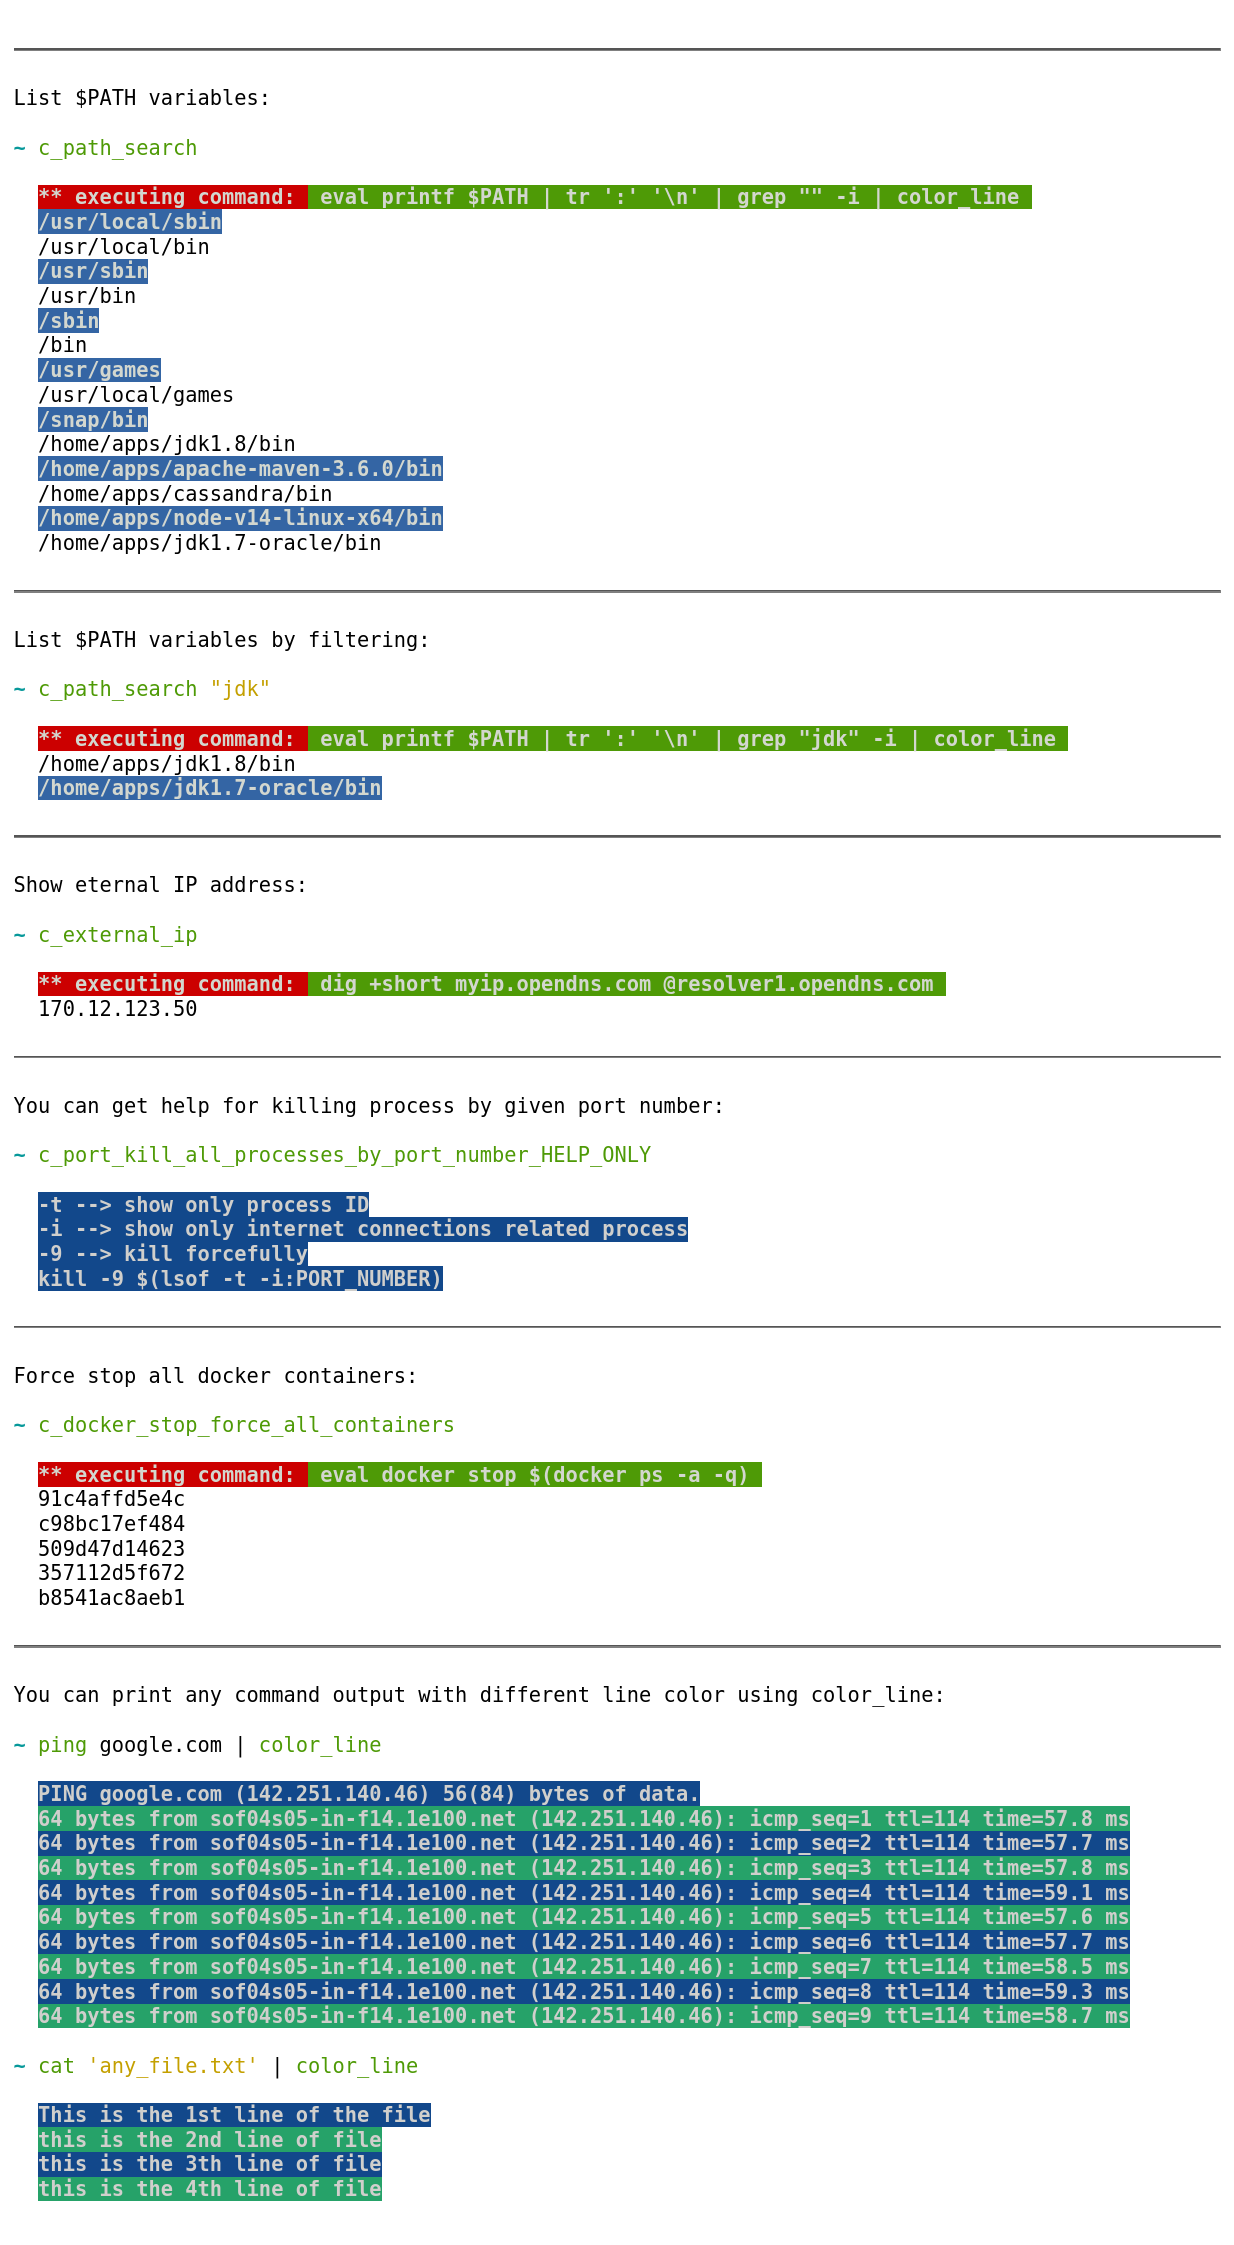 List $PATH variables:
~ c_path_search
** executing command:  eval printf $PATH | tr ':' '\n' | grep "" -i | color_line
/usr/local/sbin
/usr/local/bin
/usr/sbin
/usr/bin
/sbin
/bin
/usr/games
/usr/local/games
/snap/bin
/home/apps/jdk1.8/bin
/home/apps/apache-maven-3.6.0/bin
/home/apps/cassandra/bin
/home/apps/node-v14-linux-x64/bin
/home/apps/jdk1.7-oracle/bin
List $PATH variables by filtering:
~ c_path_search "jdk"
** executing command:  eval printf $PATH | tr ':' '\n' | grep "jdk" -i | color_line
/home/apps/jdk1.8/bin
/home/apps/jdk1.7-oracle/bin
Show eternal IP address:
~ c_external_ip
** executing command:  dig +short myip.opendns.com @resolver1.opendns.com
170.12.123.50
You can get help for killing process by given port number:
~ c_port_kill_all_processes_by_port_number_HELP_ONLY
-t --> show only process ID
-i --> show only internet connections related process
-9 --> kill forcefully
kill -9 $(lsof -t -i:PORT_NUMBER)
Force stop all docker containers:
~ c_docker_stop_force_all_containers
** executing command:  eval docker stop $(docker ps -a -q)
91c4affd5e4c
c98bc17ef484
509d47d14623
357112d5f672
b8541ac8aeb1
You can print any command output with different line color using color_line:
~ ping google.com | color_line
PING google.com (142.251.140.46) 56(84) bytes of data.
64 bytes from sof04s05-in-f14.1e100.net (142.251.140.46): icmp_seq=1 ttl=114 time=57.8 ms
64 bytes from sof04s05-in-f14.1e100.net (142.251.140.46): icmp_seq=2 ttl=114 time=57.7 ms
64 bytes from sof04s05-in-f14.1e100.net (142.251.140.46): icmp_seq=3 ttl=114 time=57.8 ms
64 bytes from sof04s05-in-f14.1e100.net (142.251.140.46): icmp_seq=4 ttl=114 time=59.1 ms
64 bytes from sof04s05-in-f14.1e100.net (142.251.140.46): icmp_seq=5 ttl=114 time=57.6 ms
64 bytes from sof04s05-in-f14.1e100.net (142.251.140.46): icmp_seq=6 ttl=114 time=57.7 ms
64 bytes from sof04s05-in-f14.1e100.net (142.251.140.46): icmp_seq=7 ttl=114 time=58.5 ms
64 bytes from sof04s05-in-f14.1e100.net (142.251.140.46): icmp_seq=8 ttl=114 time=59.3 ms
64 bytes from sof04s05-in-f14.1e100.net (142.251.140.46): icmp_seq=9 ttl=114 time=58.7 ms
~ cat 'any_file.txt' | color_line
This is the 1st line of the file
this is the 2nd line of file
this is the 3th line of file
this is the 4th line of file